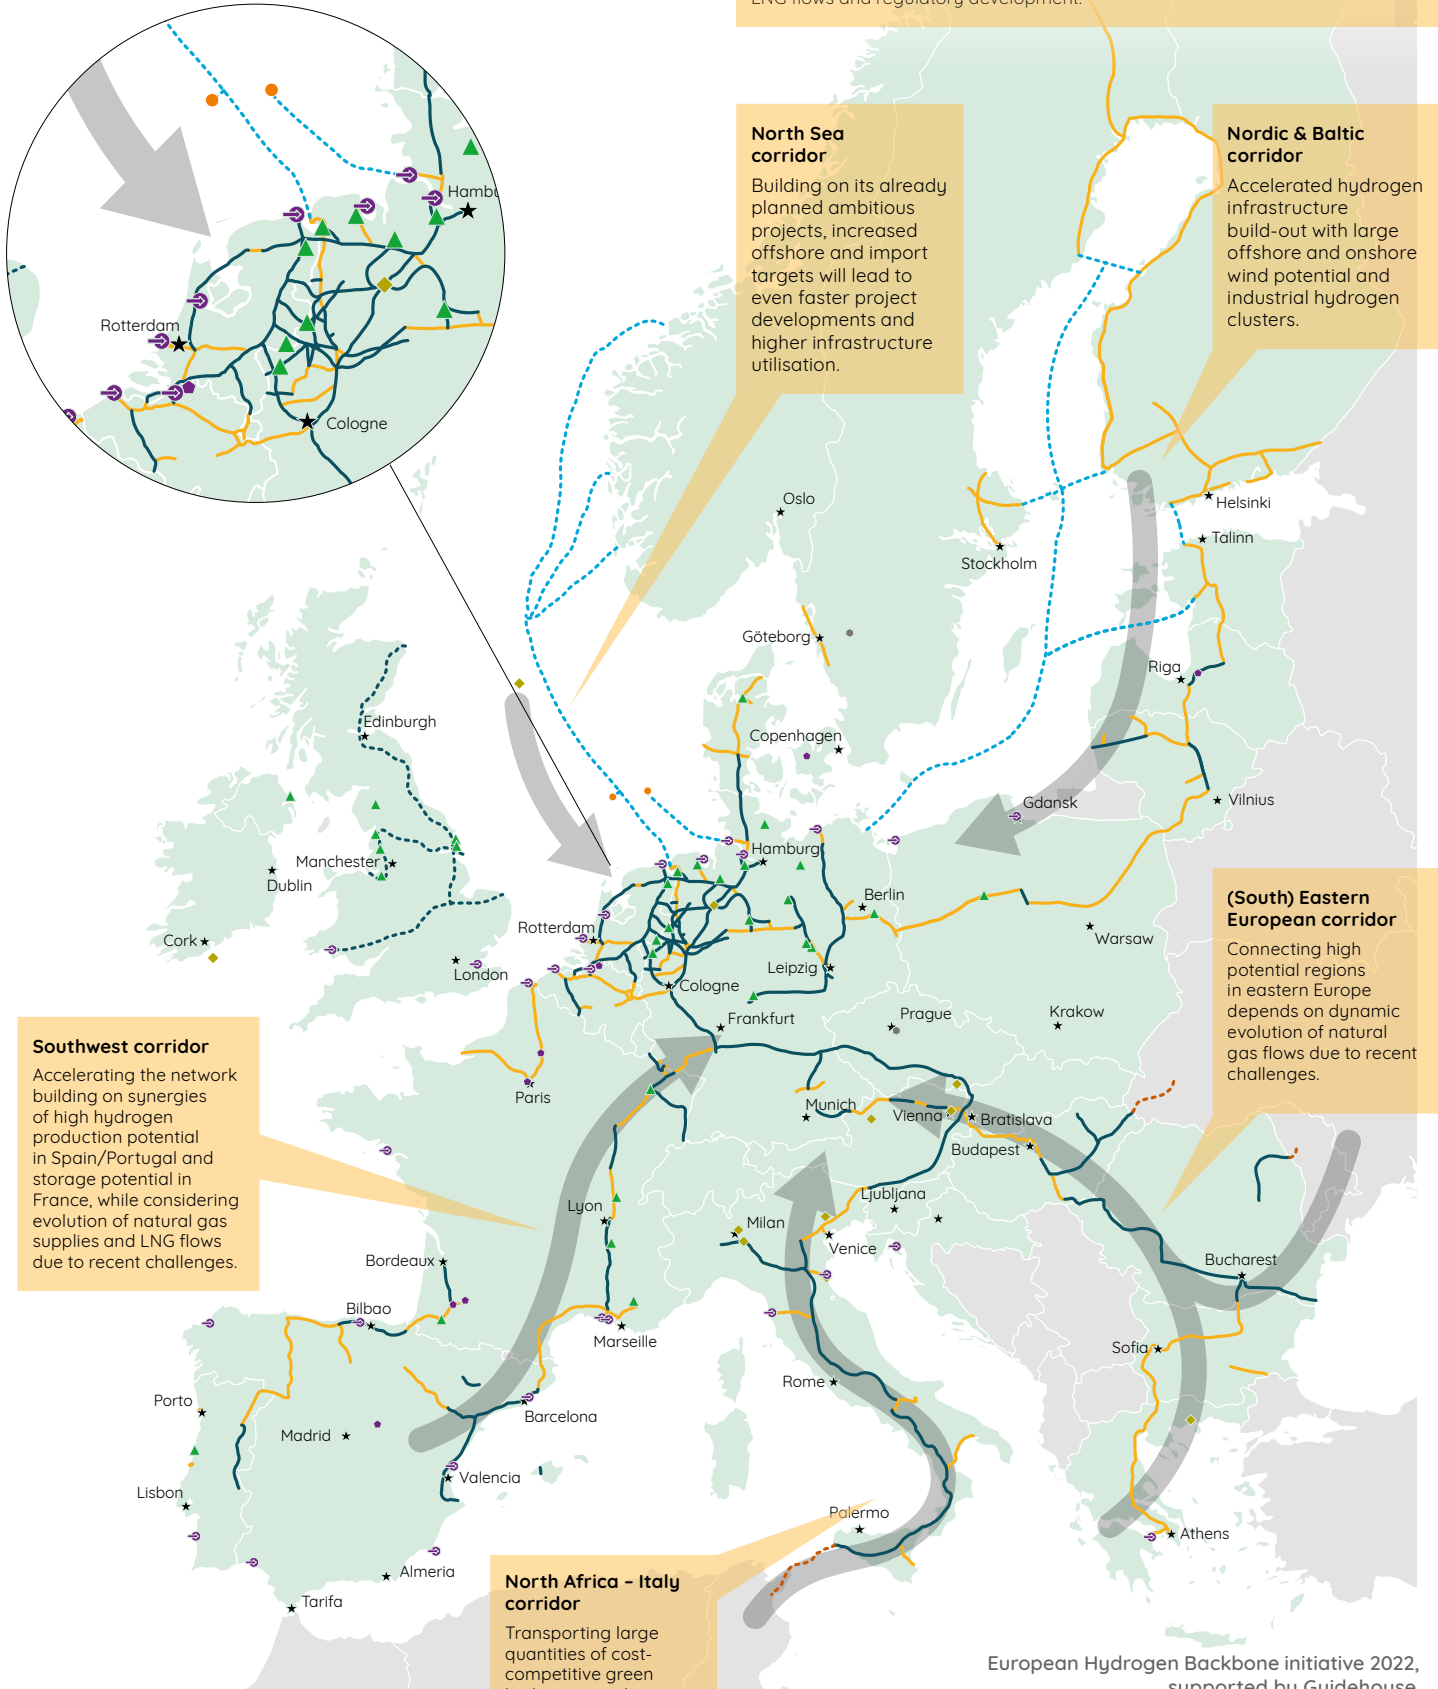 LNG flows and regulatory development.
North Sea
corridor
Building on its already
planned ambitious
projects, increased
offshore and import
targets will lead to
even faster project
developments and
higher infrastructure
utilisation.
Nordic & Baltic
corridor
Accelerated hydrogen
infrastructure
build-out with large
offshore and onshore
wind potential and
industrial hydrogen
clusters.
Hambu
Rotterdam
Cologne
Oslo
Helsinki
Talinn
Stockholm
Göteborg
Riga
Edinburgh
Copenhagen
Gdansk
Vilnius
Hamburg
Manchester
Dublin
Berlin
Cork
Rotterdam
Warsaw
London
Leipzig
Cologne
Frankfurt
Prague
Krakow
(South) Eastern
European corridor
Connecting high
potential regions
in eastern Europe
depends on dynamic
evolution of natural
gas flows due to recent
challenges.
Southwest corridor
Accelerating the network
building on synergies
of high hydrogen
production potential
in Spain/Portugal and
storage potential in
France, while considering
evolution of natural gas
supplies and LNG flows
due to recent challenges.
Paris
Munich
Vienna
Bratislava
Budapest
Lyon
Ljubljana
Milan
Venice
Bordeaux
Bucharest
Bilbao
Marseille
Sofia
Rome
Porto
Barcelona
Madrid
Valencia
Lisbon
Palermo
Athens
Almeria
Tarifa
North Africa – Italy
corridor
Transporting large
quantities of cost-
competitive green
European Hydrogen Backbone initiative 2022,
supported by Guidehouse